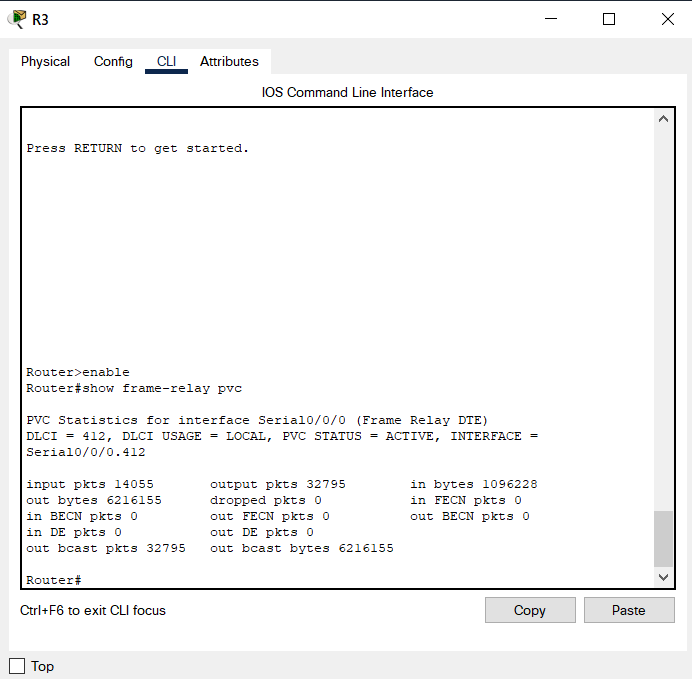 R3
Physical Config CLI Attributes
IOS Command Line Interface
Press RETURN to get started.
Router>enable
Router#show frame-relay pvc
PVC Statistics for interface Serial0/0/0 (Frame Relay DTE)
DLCI = 412, DLCI USAGE = LOCAL, PVC STATUS = ACTIVE, INTERFACE =
Serial0/0/0.412
input pkts 14055 output pkts 32795 in bytes 1096228
out bytes 6216155 dropped pkts 0 in FECN pkts 0
in BECN pkts 0 out FECN pkts 0 out BECN pkts 0
in DE pkts 0 out DE pkts 0
out bcast pkts 32795 out bcast bytes 6216155
Router#
Ctrl+F6 to exit CLI focus Copy Paste
Top